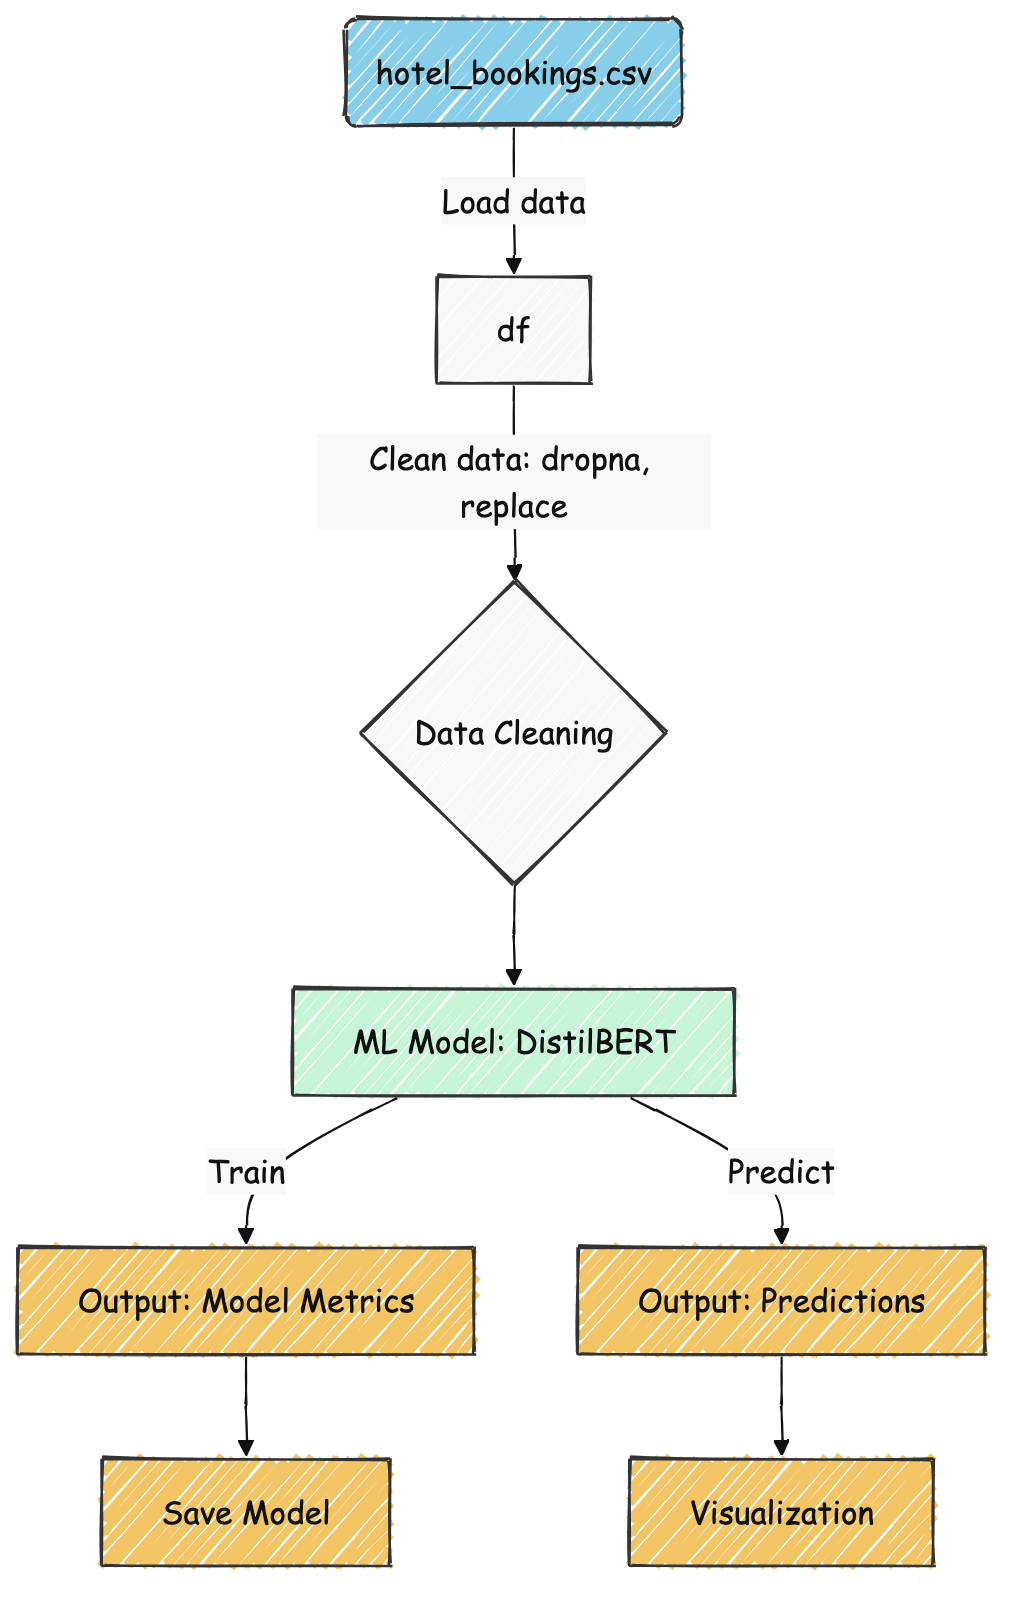 hotel_bookings.csv
Load data
df
Clean data: dropna,
replace
Data Cleaning
ML Model: DistilBERT
Train
Predict
Output: Model Metrics
Output: Predictions
Save Model
Visualization